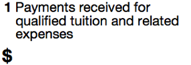 1 Payments received for
qualified tuition and related
expenses
$